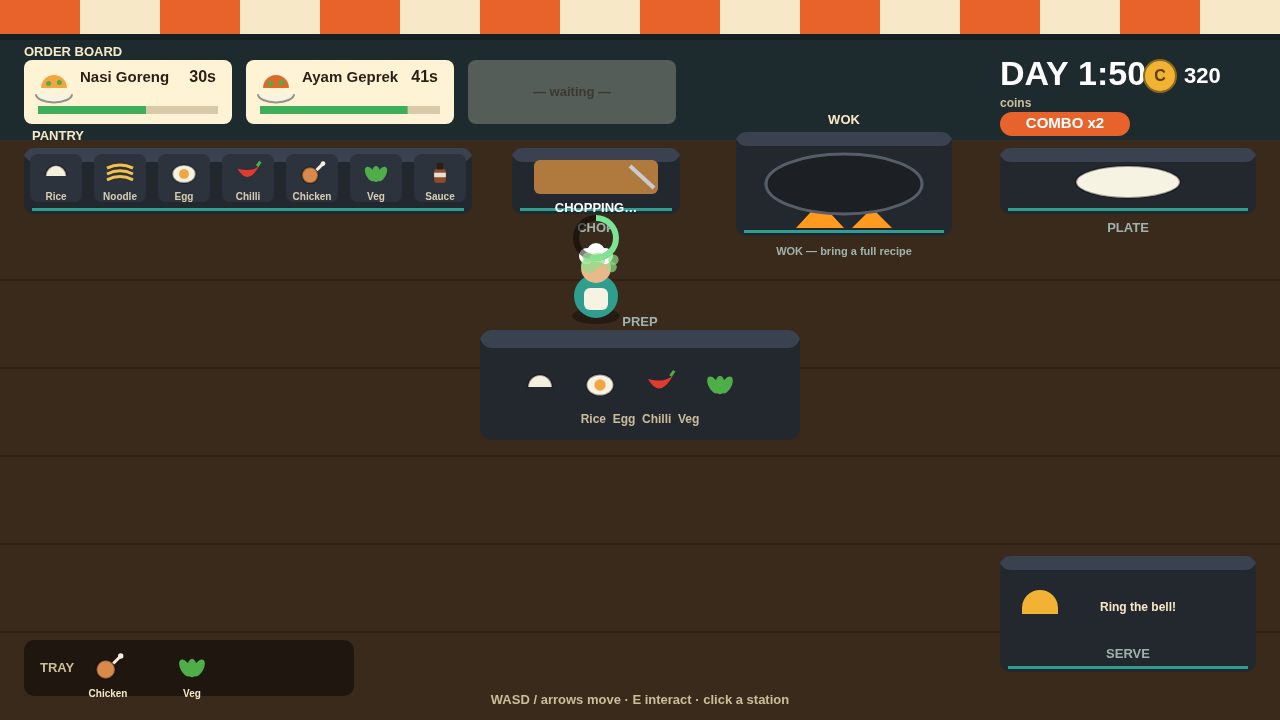 ORDER BOARD
Nasi Goreng 30s
Ayam Geprek 41s
— waiting —
DAY 1:50
C 320
coins
COMBO x2
PANTRY
WOK
Rice Noodle Egg Chilli Chicken Veg Sauce
CHOPPING…
CHOP
PLATE
WOK — bring a full recipe
PREP
Rice Egg Chilli Veg
Ring the bell!
SERVE
TRAY
Chicken Veg
WASD / arrows move · E interact · click a station